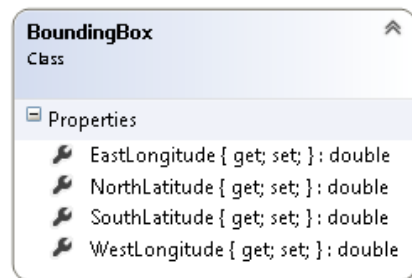 BoundingBox
Class
Properties
EastLongitude { get; set; } : double
NorthLatitude { get; set; } : double
SouthLatitude { get; set; } : double
WestLongitude { get; set; } : double